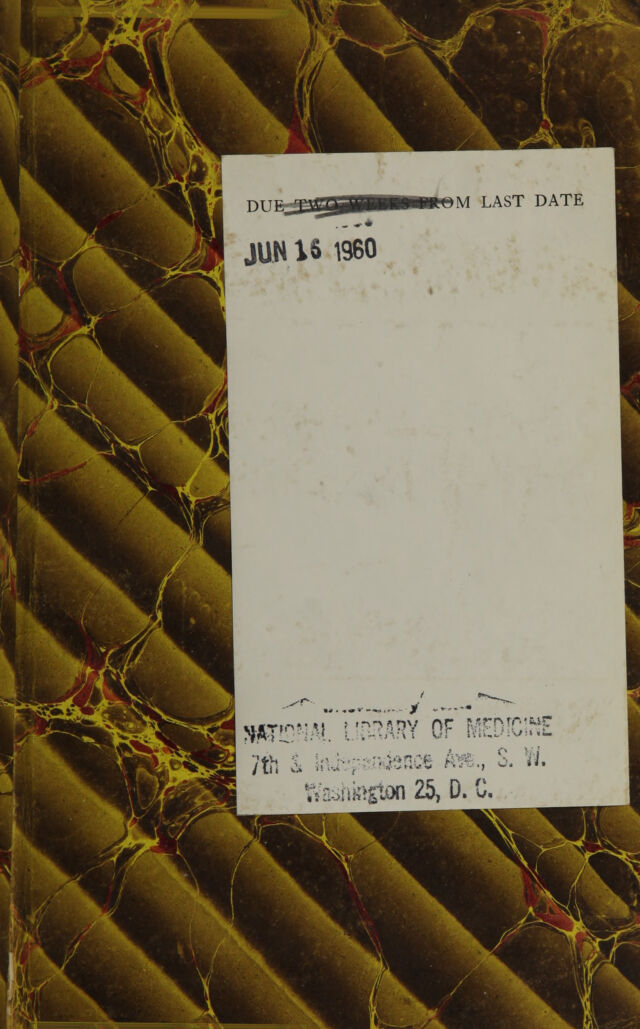 DUE TWO WEEKS FROM LAST DATE
JUN 16 1960
NATIONAL LIBRARY OF MEDICINE
7th & Independence Ave., S. W.
Washington 25, D. C.